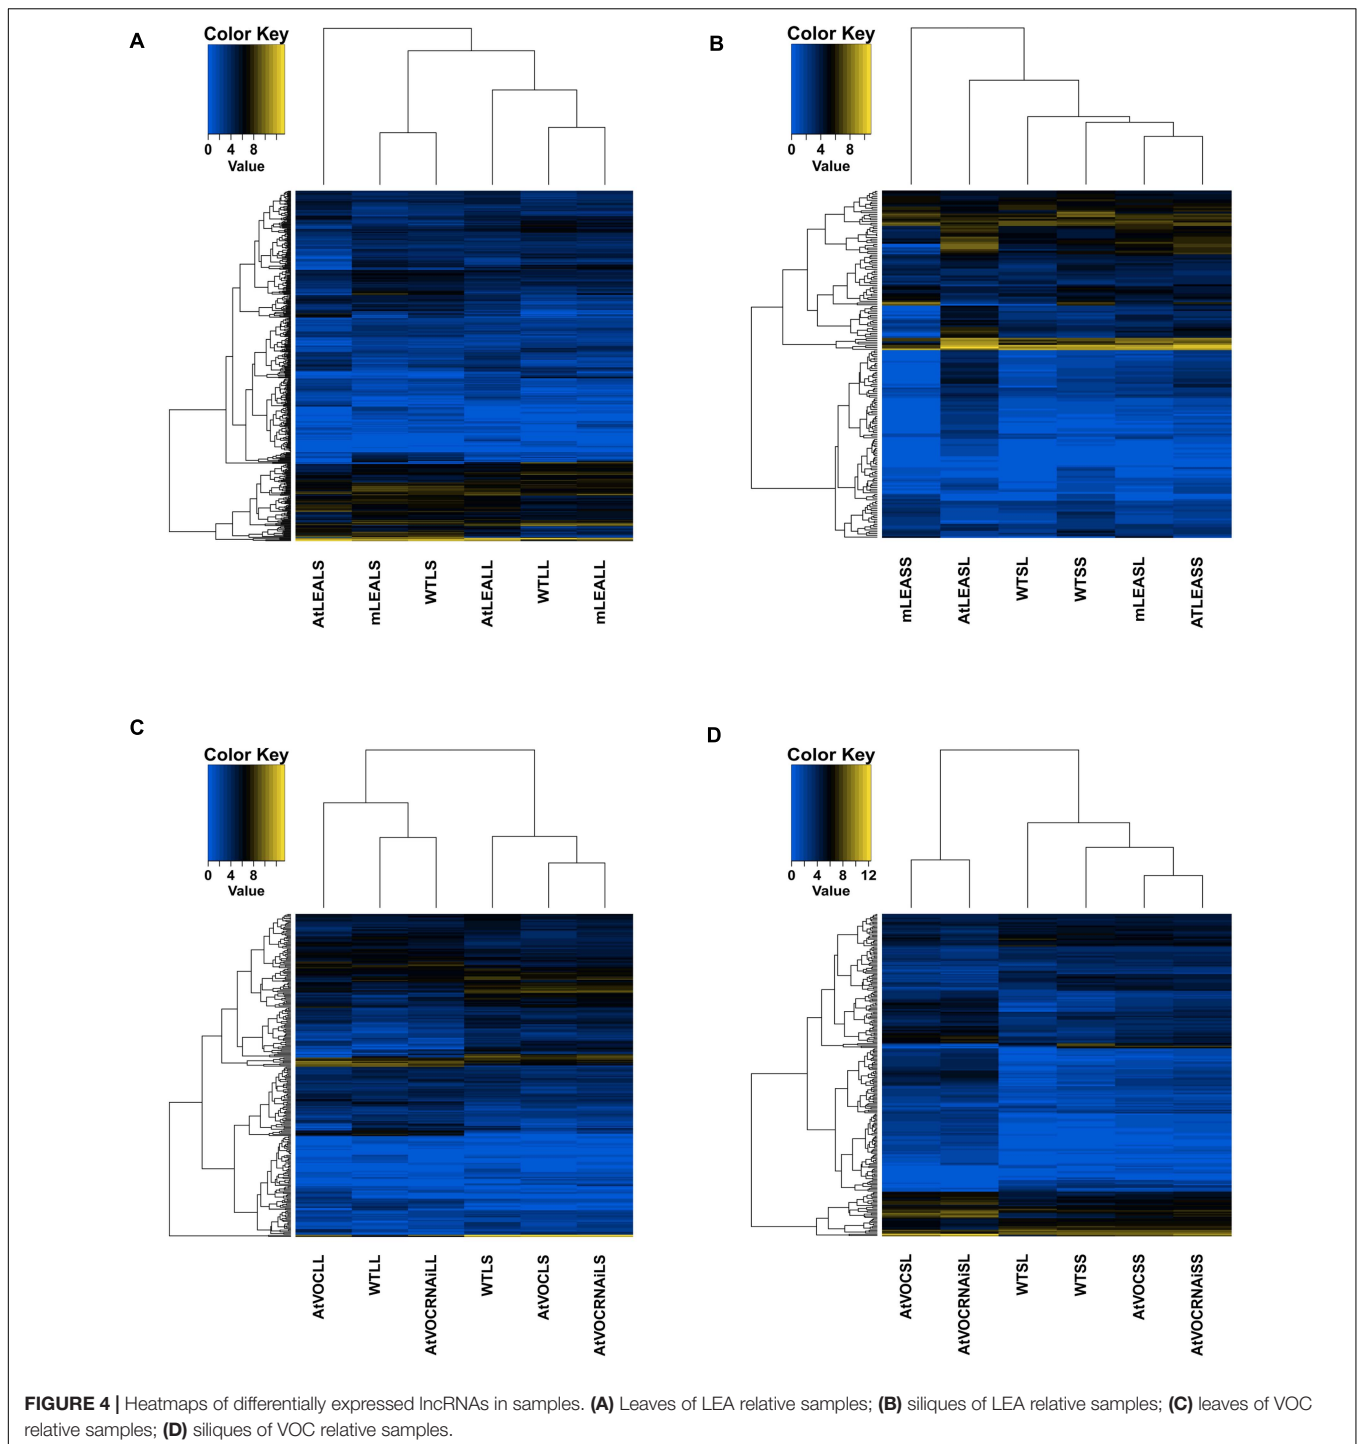 A
Color Key
0 4 8
Value
AtLEALS
mLEALS
WTLS
AtLEALL
WTLL
mLEALL
B
Color Key
0 4 8
Value
mLEASS
AtLEASL
WTSL
WTSS
mLEASL
ATLEASS
C
Color Key
0 4 8
Value
AtVOCLL
WTLL
AtVOCRNAiLL
WTLS
AtVOCLS
AtVOCRNAiLS
D
Color Key
0 4 8 12
Value
AtVOCSL
AtVOCRNAiSL
WTSL
WTSS
AtVOCSS
AtVOCRNAiSS
FIGURE 4 | Heatmaps of differentially expressed lncRNAs in samples. (A) Leaves of LEA relative samples; (B) siliques of LEA relative samples; (C) leaves of VOC
relative samples; (D) siliques of VOC relative samples.